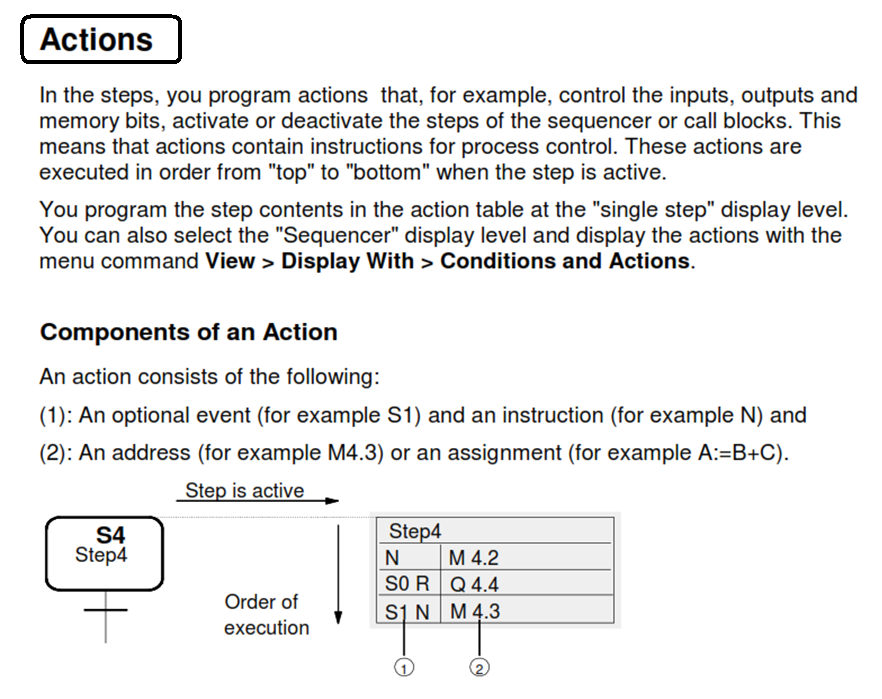 Actions
In the steps, you program actions that, for example, control the inputs, outputs and
memory bits, activate or deactivate the steps of the sequencer or call blocks. This
means that actions contain instructions for process control. These actions are
executed in order from "top" to "bottom" when the step is active.
You program the step contents in the action table at the "single step" display level.
You can also select the "Sequencer" display level and display the actions with the
menu command View > Display With > Conditions and Actions.
Components of an Action
An action consists of the following:
(1): An optional event (for example S1) and an instruction (for example N) and
(2): An address (for example M4.3) or an assignment (for example A:=B+C).
Step is active
S4
Step4
Order of
execution
Step4
N M 4.2
S0 R Q 4.4
S1 N M 4.3
1 2